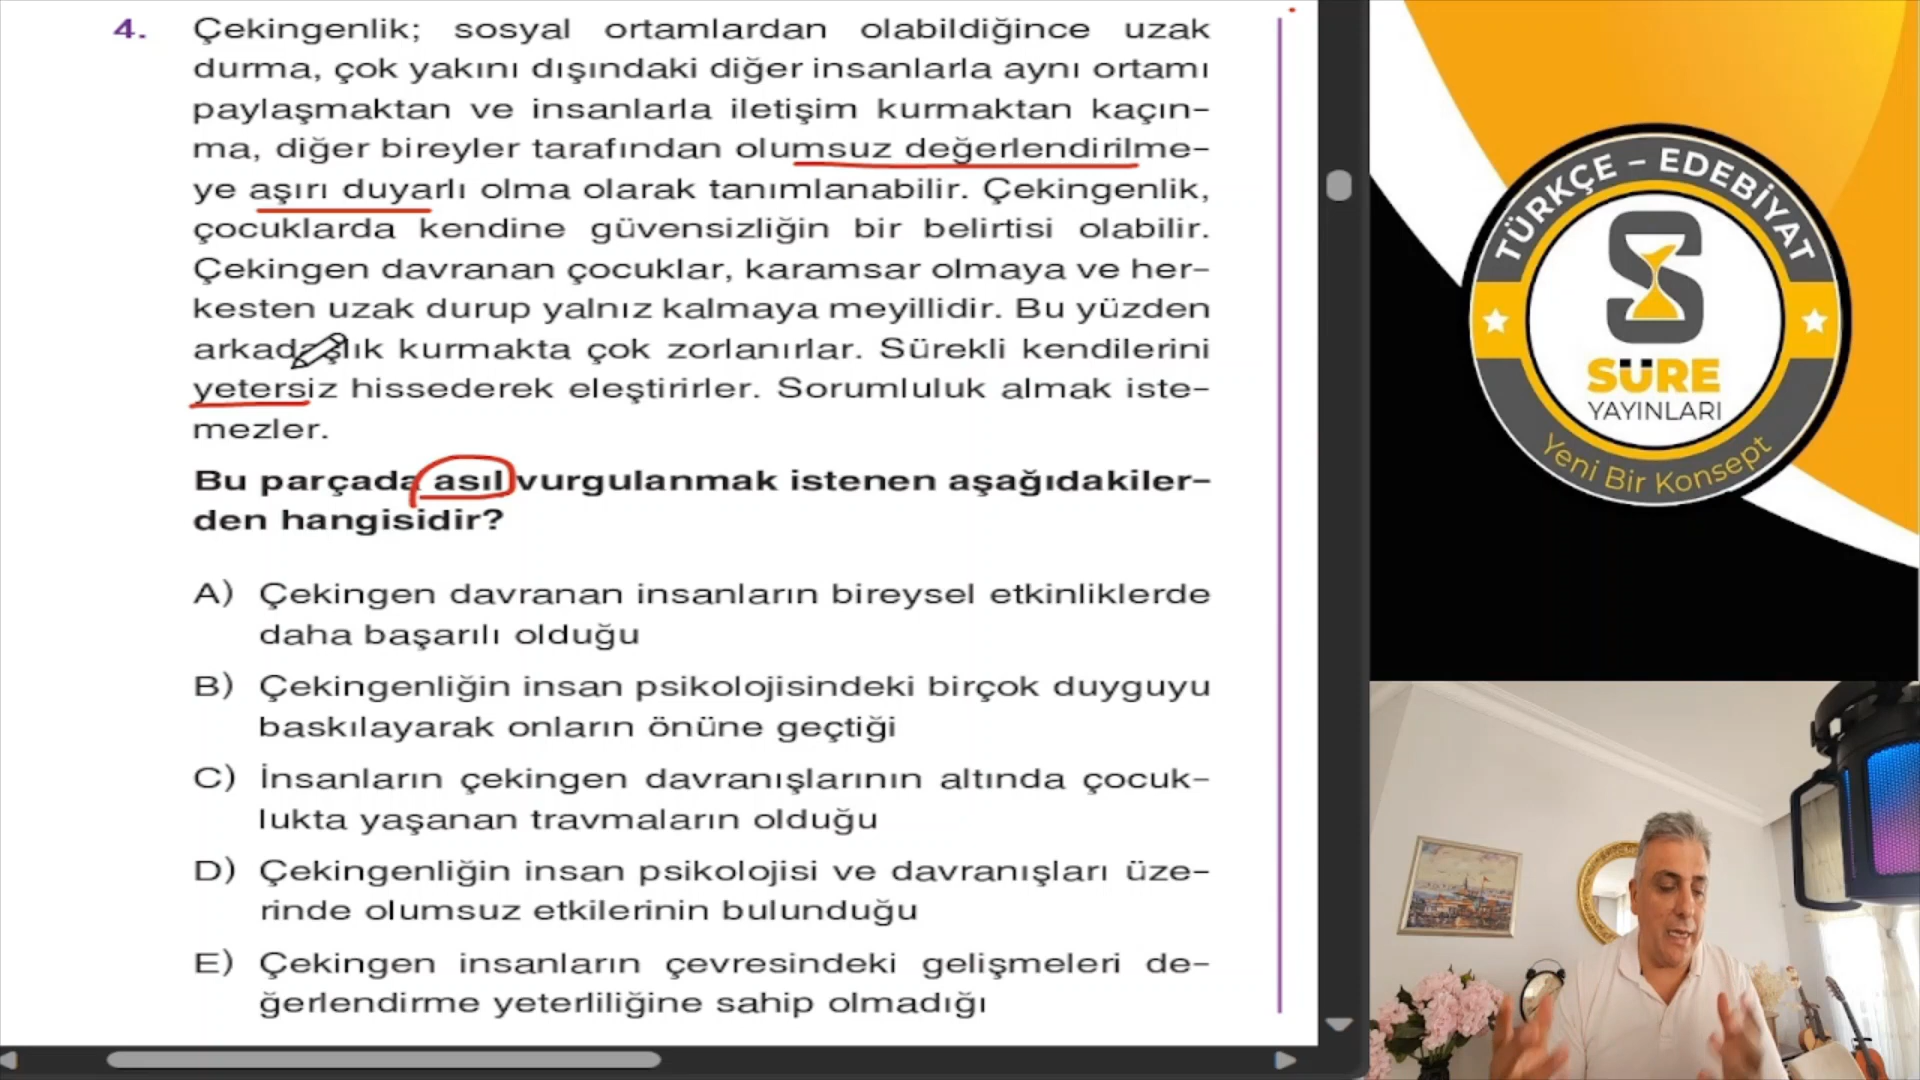 4. Çekingenlik; sosyal ortamlardan olabildiğince uzak
durma, çok yakını dışındaki diğer insanlarla aynı ortamı
paylaşmaktan ve insanlarla iletişim kurmaktan kaçın-
ma, diğer bireyler tarafından olumsuz değerlendirilme-
ye aşırı duyarlı olma olarak tanımlanabilir. Çekingenlik,
çocuklarda kendine güvensizliğin bir belirtisi olabilir.
Çekingen davranan çocuklar, karamsar olmaya ve her-
kesten uzak durup yalnız kalmaya meyillidir. Bu yüzden
arkadaşlık kurmakta çok zorlanırlar. Sürekli kendilerini
yetersiz hissederek eleştirirler. Sorumluluk almak iste-
mezler.
Bu parçada asıl vurgulanmak istenen aşağıdakiler-
den hangisidir?
A) Çekingen davranan insanların bireysel etkinliklerde
daha başarılı olduğu
B) Çekingenliğin insan psikolojisindeki birçok duyguyu
baskılayarak onların önüne geçtiği
C) İnsanların çekingen davranışlarının altında çocuk-
lukta yaşanan travmaların olduğu
D) Çekingenliğin insan psikolojisi ve davranışları üze-
rinde olumsuz etkilerinin bulunduğu
E) Çekingen insanların çevresindeki gelişmeleri de-
ğerlendirme yeterliliğine sahip olmadığı
TÜRKÇE – EDEBİYAT
SÜRE
YAYINLARI
Yeni Bir Konsept